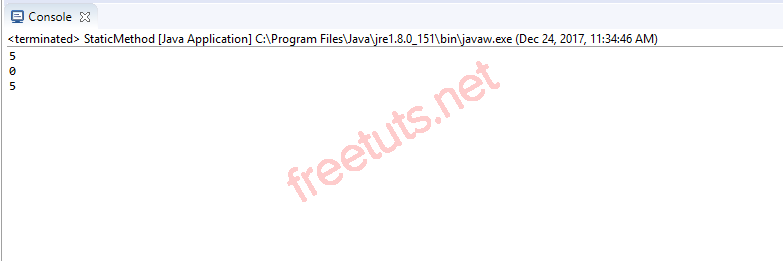 Console
<terminated> StaticMethod [Java Application] C:\Program Files\Java\jre1.8.0_151\bin\javaw.exe (Dec 24, 2017, 11:34:46 AM)
5
0
5
freetuts.net